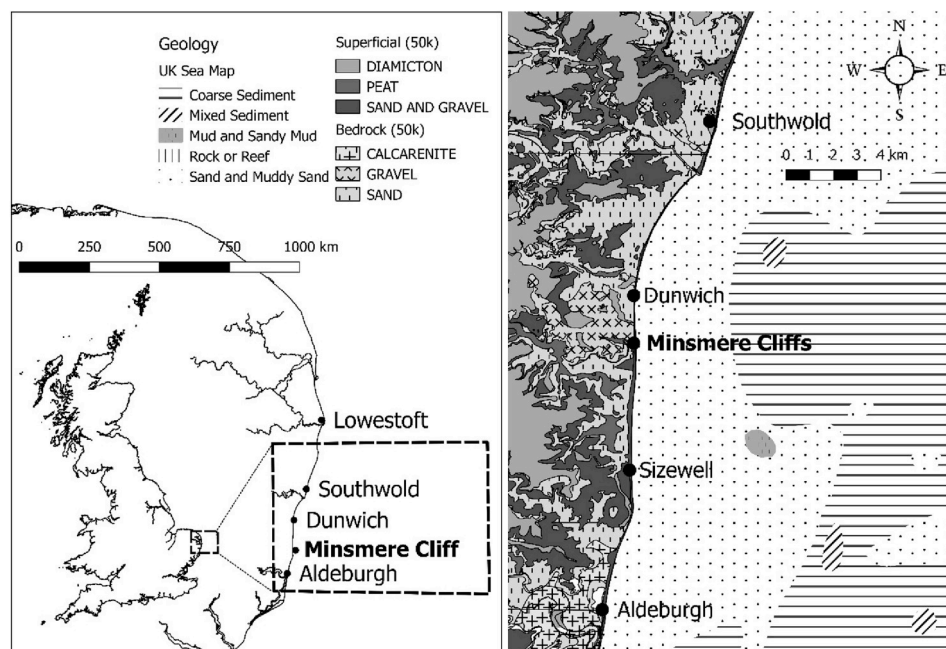 Geology
UK Sea Map
Coarse Sediment
Mixed Sediment
Mud and Sandy Mud
Rock or Reef
Sand and Muddy Sand
Superficial (50k)
DIAMICTON
PEAT
SAND AND GRAVEL
Bedrock (50k)
CALCARENITE
GRAVEL
SAND
0 250 500 750 1000 km
Lowestoft
Southwold
Dunwich
Minsmere Cliff
Aldeburgh
N
W E
S
Southwold
0 1 2 3 4 km
Dunwich
Minsmere Cliffs
Sizewell
Aldeburgh